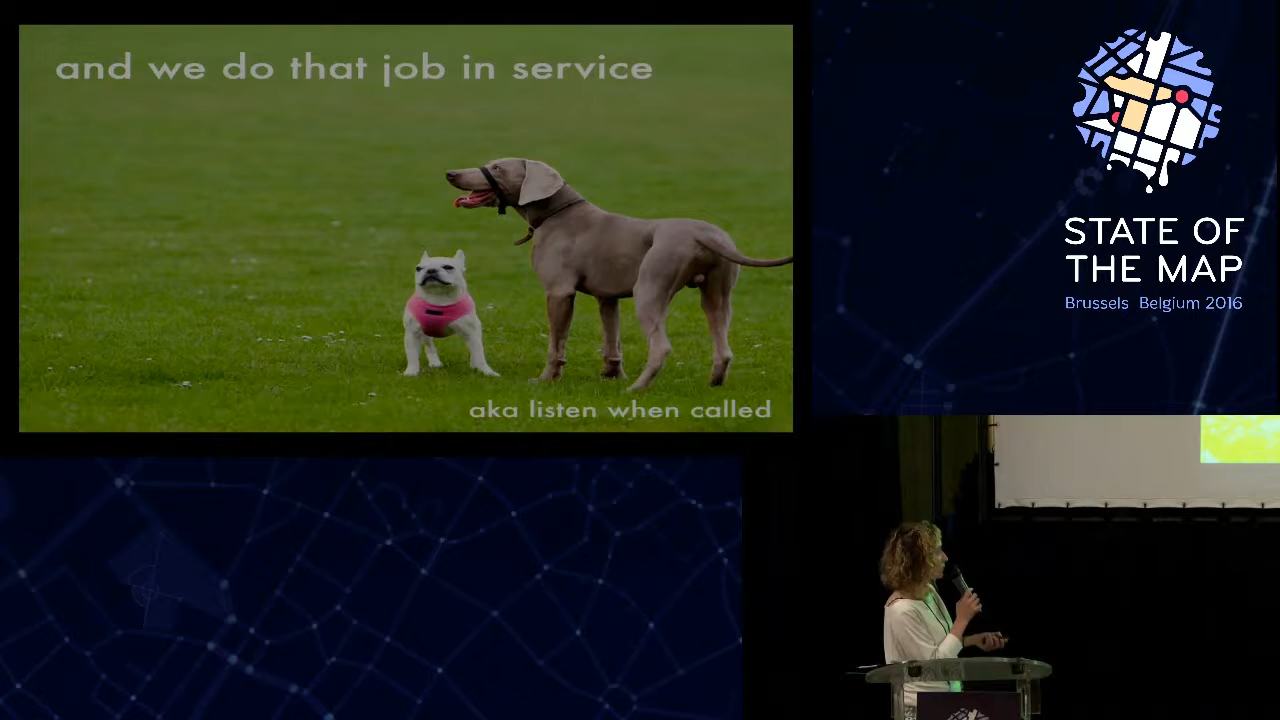 and we do that job in service
aka listen when called
STATE OF
THE MAP
Brussels Belgium 2016